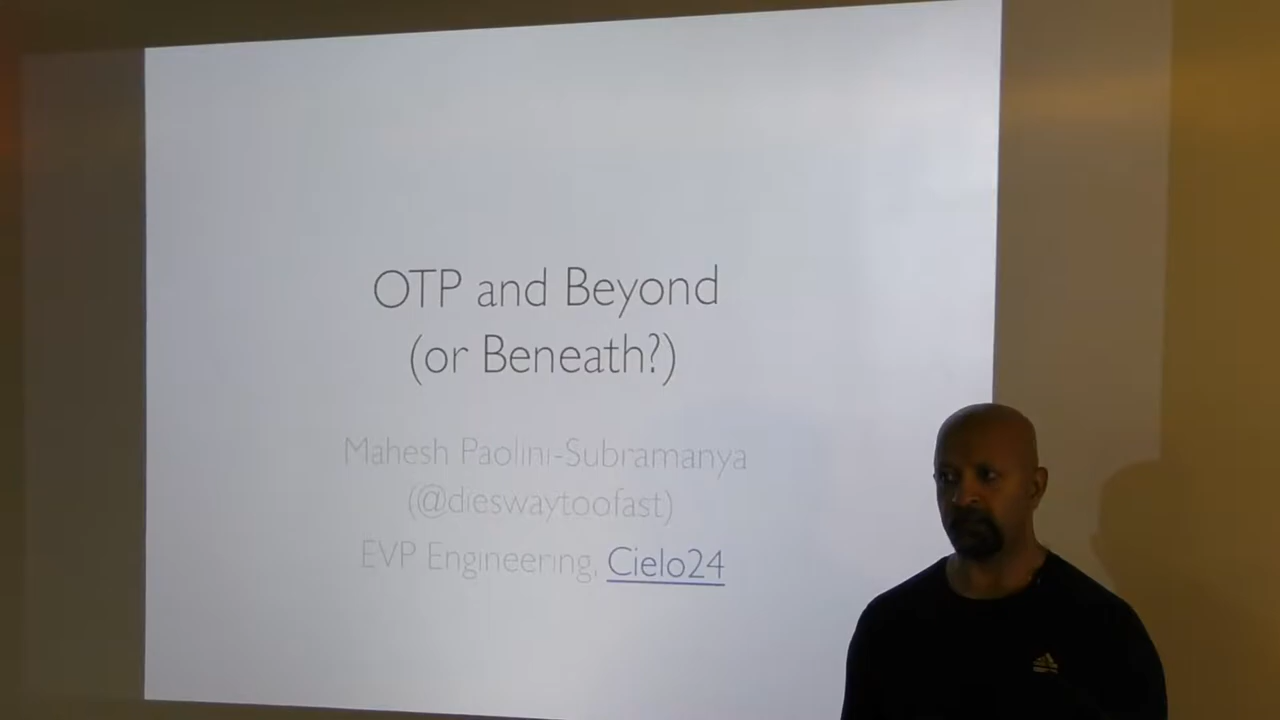 OTP and Beyond
(or Beneath?)
Mahesh Paolini-Subramanya
(@dieswaytoofast)
EVP Engineering, Cielo24